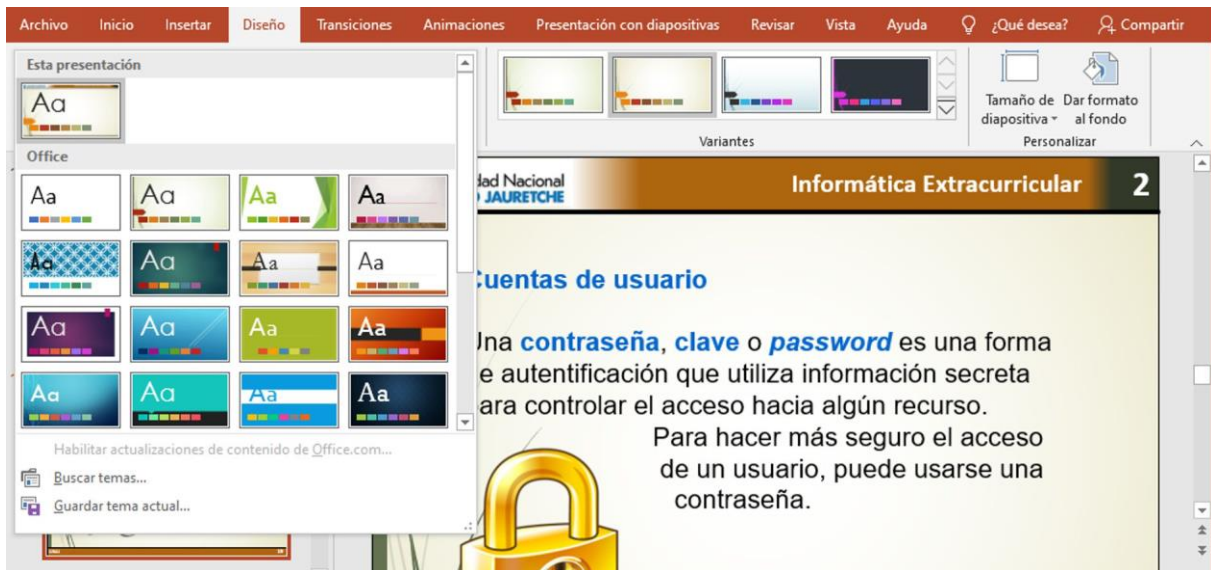 Archivo Inicio Insertar Diseño Transiciones Animaciones Presentación con diapositivas Revisar Vista Ayuda ¿Qué desea? Compartir
Esta presentación
Aa
Office
Aa Aa Aa Aa
Aa Aa Aa Aa
Aa Aa Aa Aa
Aa Aa Aa Aa
Habilitar actualizaciones de contenido de Office.com...
Buscar temas...
Guardar tema actual...
Variantes
Tamaño de diapositiva
Dar formato al fondo
Personalizar
dad Nacional
JAURETCHE
Informática Extracurricular 2
Cuentas de usuario
Una contraseña, clave o password es una forma
e autentificación que utiliza información secreta
para controlar el acceso hacia algún recurso.
Para hacer más seguro el acceso
de un usuario, puede usarse una
contraseña.